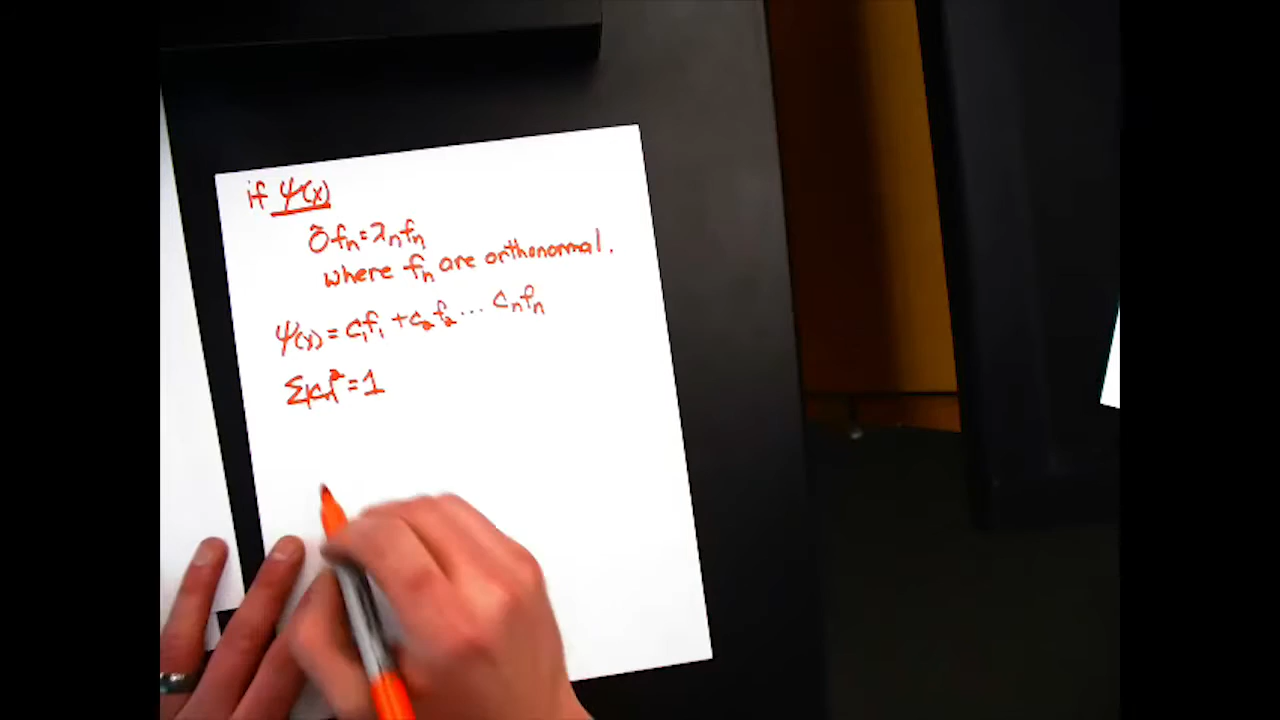 if ψ(x)
Ôfₙ=λₙfₙ
where fₙ are orthonormal.
ψ(x) = c₁f₁ + c₂f₂ ... cₙfₙ
Σ|cₙ|² = 1